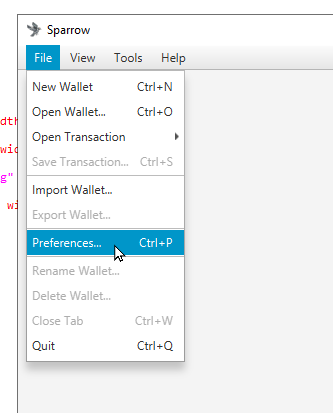 Sparrow
File View Tools Help
New Wallet Ctrl+N
Open Wallet... Ctrl+O
Open Transaction
Save Transaction... Ctrl+S
Import Wallet...
Export Wallet...
Preferences... Ctrl+P
Rename Wallet...
Delete Wallet...
Close Tab Ctrl+W
Quit Ctrl+Q
dth
wid
g"
wi